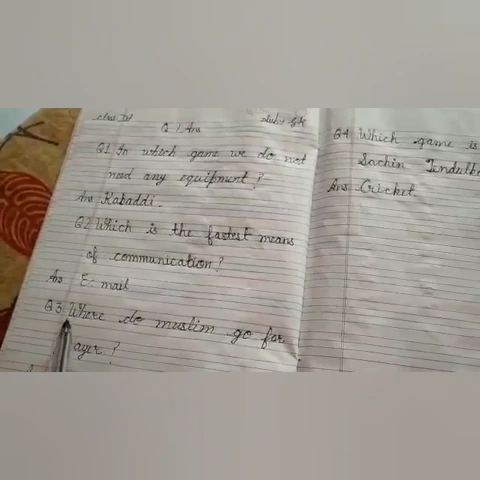 class Ist
Sub:- G.K
Q / Ans
Q1 In which game we do not
need any equipment?
Ans Kabaddi.
Q2 Which is the fastest means
of communication?
Ans E-mail
Q3 Where do muslim go for
ayer?
Q4 Which game is
Sachin Tendulk
Ans Cricket.